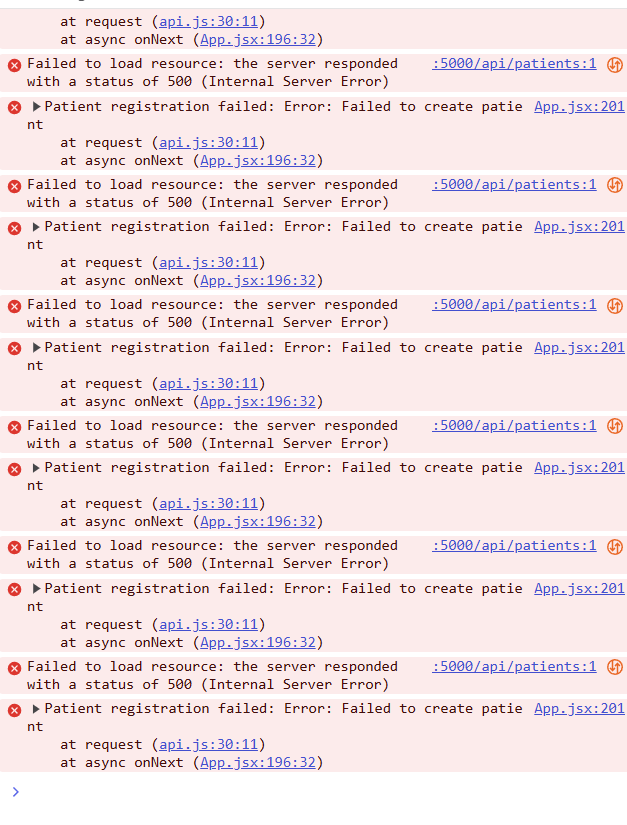 at request (api.js:30:11)
at async onNext (App.jsx:196:32)
Failed to load resource: the server responded :5000/api/patients:1
with a status of 500 (Internal Server Error)
Patient registration failed: Error: Failed to create patie App.jsx:201
nt
at request (api.js:30:11)
at async onNext (App.jsx:196:32)
Failed to load resource: the server responded :5000/api/patients:1
with a status of 500 (Internal Server Error)
Patient registration failed: Error: Failed to create patie App.jsx:201
nt
at request (api.js:30:11)
at async onNext (App.jsx:196:32)
Failed to load resource: the server responded :5000/api/patients:1
with a status of 500 (Internal Server Error)
Patient registration failed: Error: Failed to create patie App.jsx:201
nt
at request (api.js:30:11)
at async onNext (App.jsx:196:32)
Failed to load resource: the server responded :5000/api/patients:1
with a status of 500 (Internal Server Error)
Patient registration failed: Error: Failed to create patie App.jsx:201
nt
at request (api.js:30:11)
at async onNext (App.jsx:196:32)
Failed to load resource: the server responded :5000/api/patients:1
with a status of 500 (Internal Server Error)
Patient registration failed: Error: Failed to create patie App.jsx:201
nt
at request (api.js:30:11)
at async onNext (App.jsx:196:32)
Failed to load resource: the server responded :5000/api/patients:1
with a status of 500 (Internal Server Error)
Patient registration failed: Error: Failed to create patie App.jsx:201
nt
at request (api.js:30:11)
at async onNext (App.jsx:196:32)